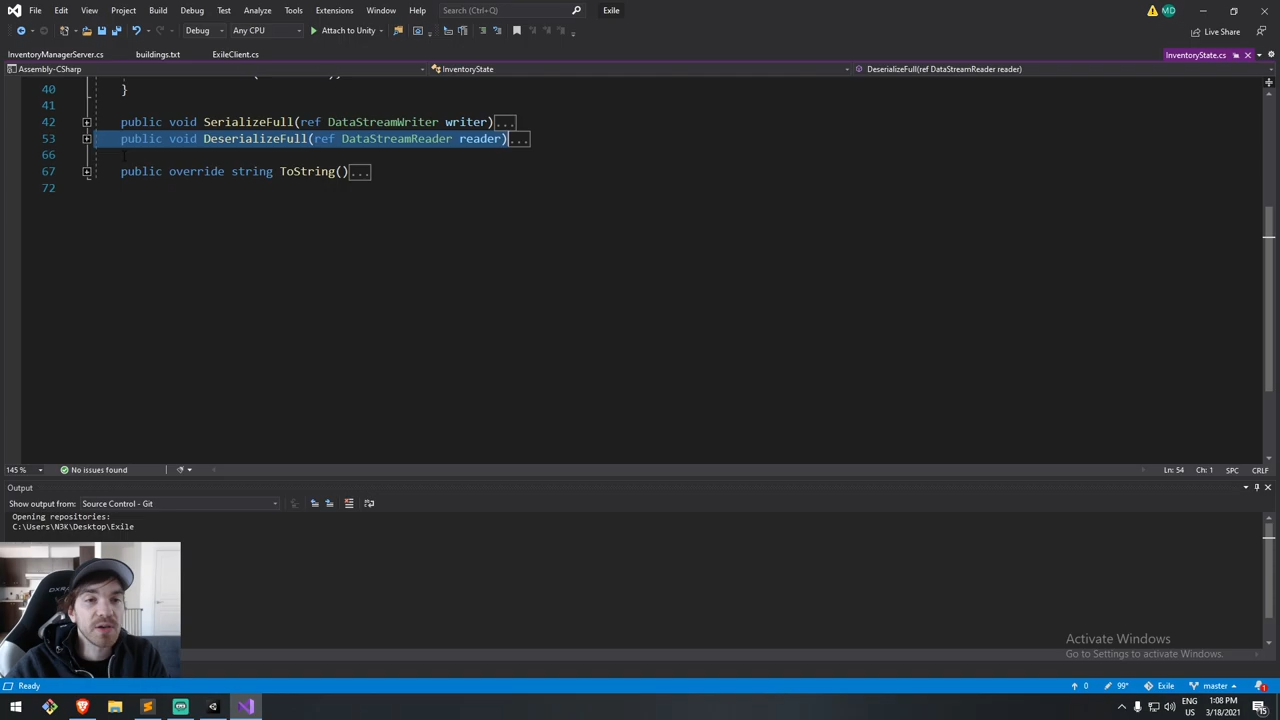 File Edit View Project Build Debug Test Analyze Tools Extensions Window Help Search (Ctrl+Q) Exile MD
Debug Any CPU Attach to Unity Live Share
InventoryManagerServer.cs buildings.txt ExileClient.cs InventoryState.cs
Assembly-CSharp InventoryState DeserializeFull(ref DataStreamReader reader)
40 }
41
42 public void SerializeFull(ref DataStreamWriter writer)...
53 public void DeserializeFull(ref DataStreamReader reader)...
66
67 public override string ToString()...
72
145 % No issues found Ln: 54 Ch: 1 SPC CRLF
Output
Show output from: Source Control - Git
Opening repositories:
C:\Users\N3K\Desktop\Exile
DXR
Activate Windows
Go to Settings to activate Windows.
Ready 0 99* Exile master 1
ENG 1:08 PM
US 3/18/2021 15